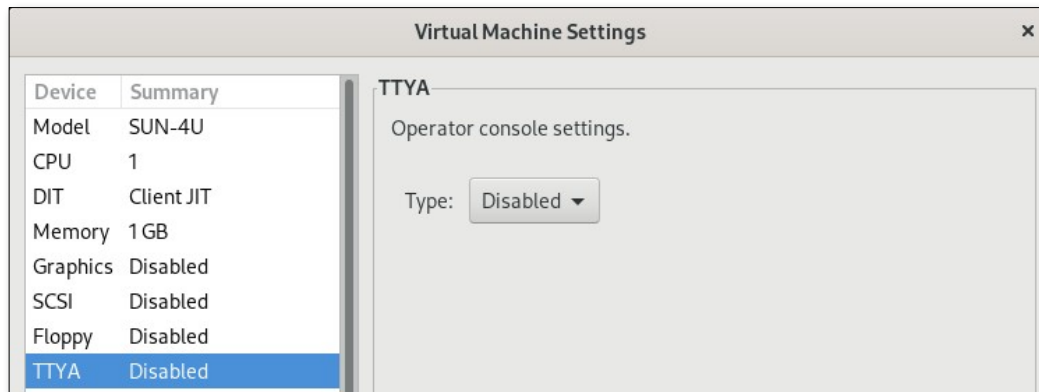 Virtual Machine Settings ×
Device Summary
Model SUN-4U
CPU 1
DIT Client JIT
Memory 1 GB
Graphics Disabled
SCSI Disabled
Floppy Disabled
TTYA Disabled
TTYA
Operator console settings.
Type: Disabled